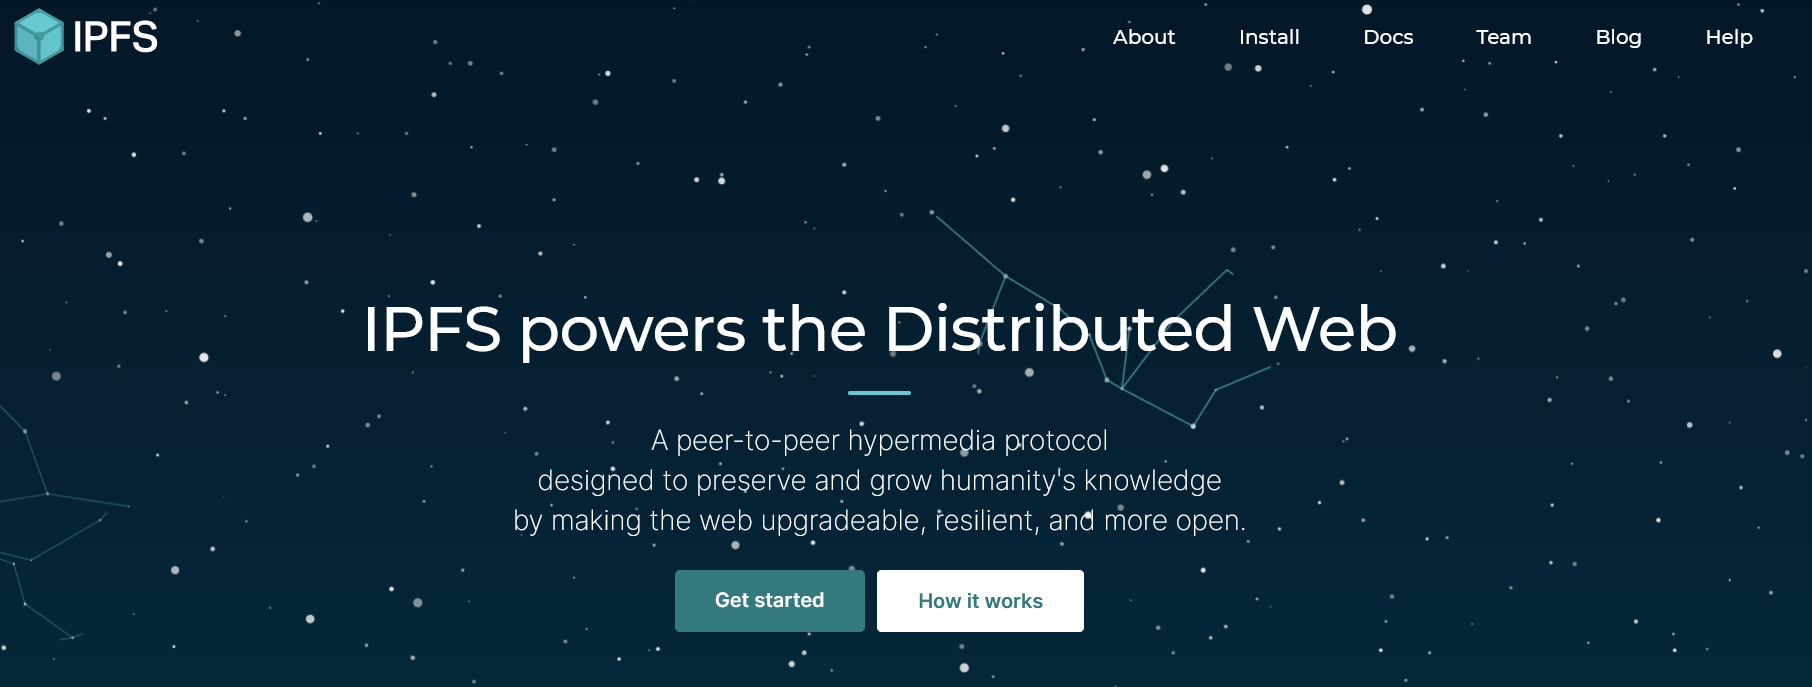 IPFS
About Install Docs Team Blog Help
IPFS powers the Distributed Web
A peer-to-peer hypermedia protocol
designed to preserve and grow humanity's knowledge
by making the web upgradeable, resilient, and more open.
Get started How it works